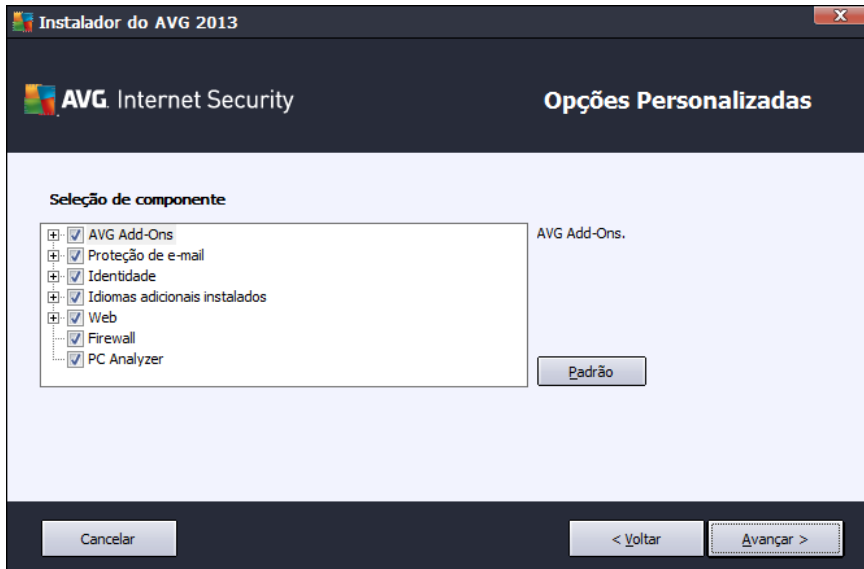 Instalador do AVG 2013
AVG. Internet Security
Opções Personalizadas
Seleção de componente
AVG Add-Ons
Proteção de e-mail
Identidade
Idiomas adicionais instalados
Web
Firewall
PC Analyzer
AVG Add-Ons.
Padrão
Cancelar
< Voltar
Avançar >